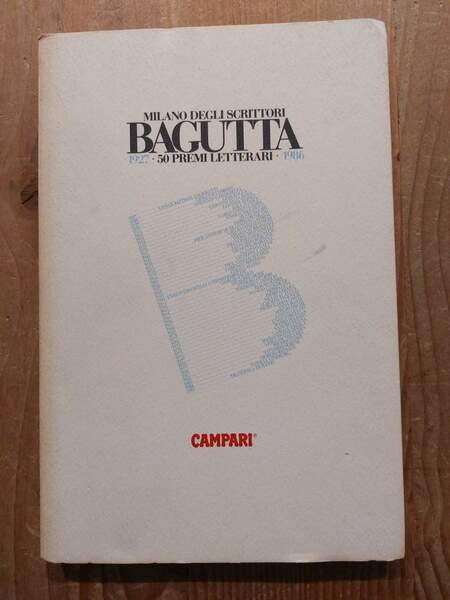 MILANO DEGLI SCRITTORI
BAGUTTA
1927 · 50 PREMI LETTERARI · 1986
CAMPARI®